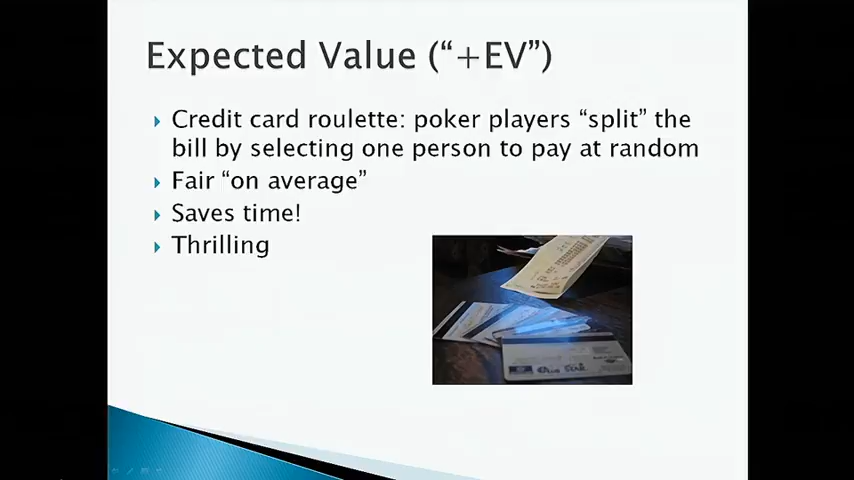 Expected Value (“+EV”)
Credit card roulette: poker players “split” the
bill by selecting one person to pay at random
Fair “on average”
Saves time!
Thrilling